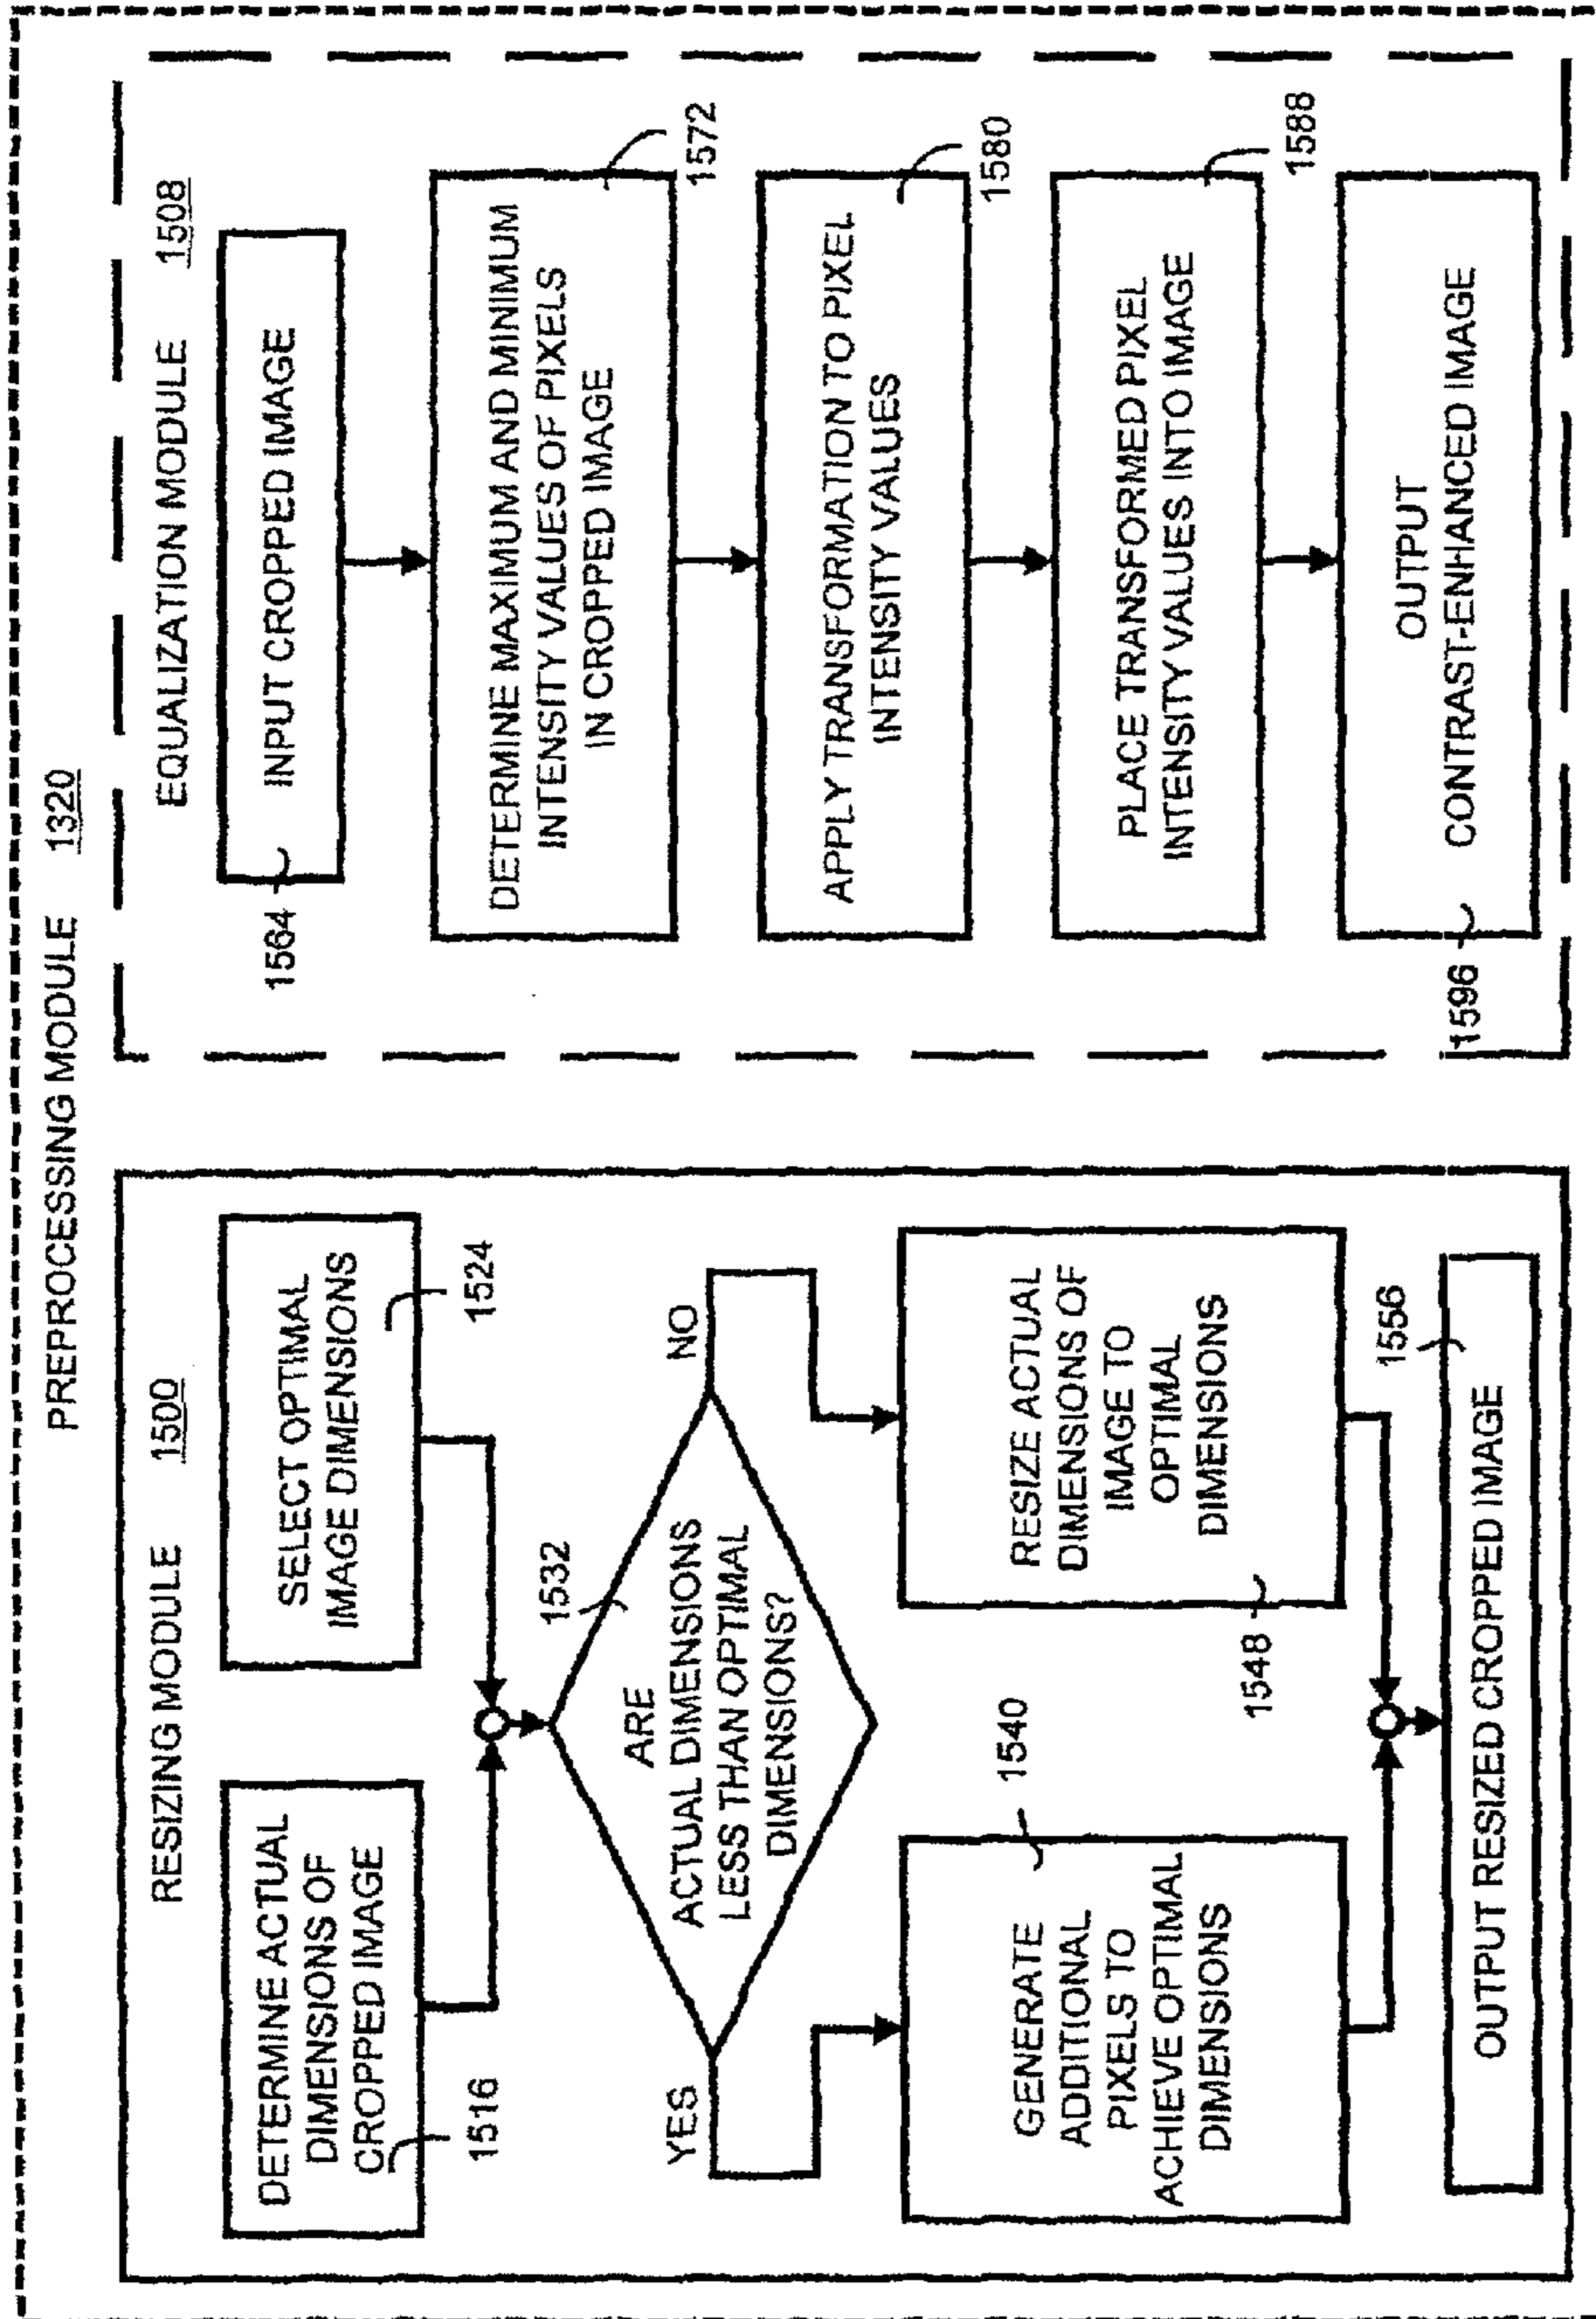 PREPROCESSING MODULE 1320
RESIZING MODULE 1500
DETERMINE ACTUAL
DIMENSIONS OF
CROPPED IMAGE
1516
SELECT OPTIMAL
IMAGE DIMENSIONS
1524
1532
ARE
ACTUAL DIMENSIONS
LESS THAN OPTIMAL
DIMENSIONS?
YES
NO
GENERATE
ADDITIONAL
PIXELS TO
ACHIEVE OPTIMAL
DIMENSIONS
1540
RESIZE ACTUAL
DIMENSIONS OF
IMAGE TO
OPTIMAL
DIMENSIONS
1548
1556
OUTPUT RESIZED CROPPED IMAGE
EQUALIZATION MODULE 1508
1564
INPUT CROPPED IMAGE
DETERMINE MAXIMUM AND MINIMUM
INTENSITY VALUES OF PIXELS
IN CROPPED IMAGE
1572
APPLY TRANSFORMATION TO PIXEL
INTENSITY VALUES
1580
PLACE TRANSFORMED PIXEL
INTENSITY VALUES INTO IMAGE
1588
OUTPUT
CONTRAST-ENHANCED IMAGE
1596